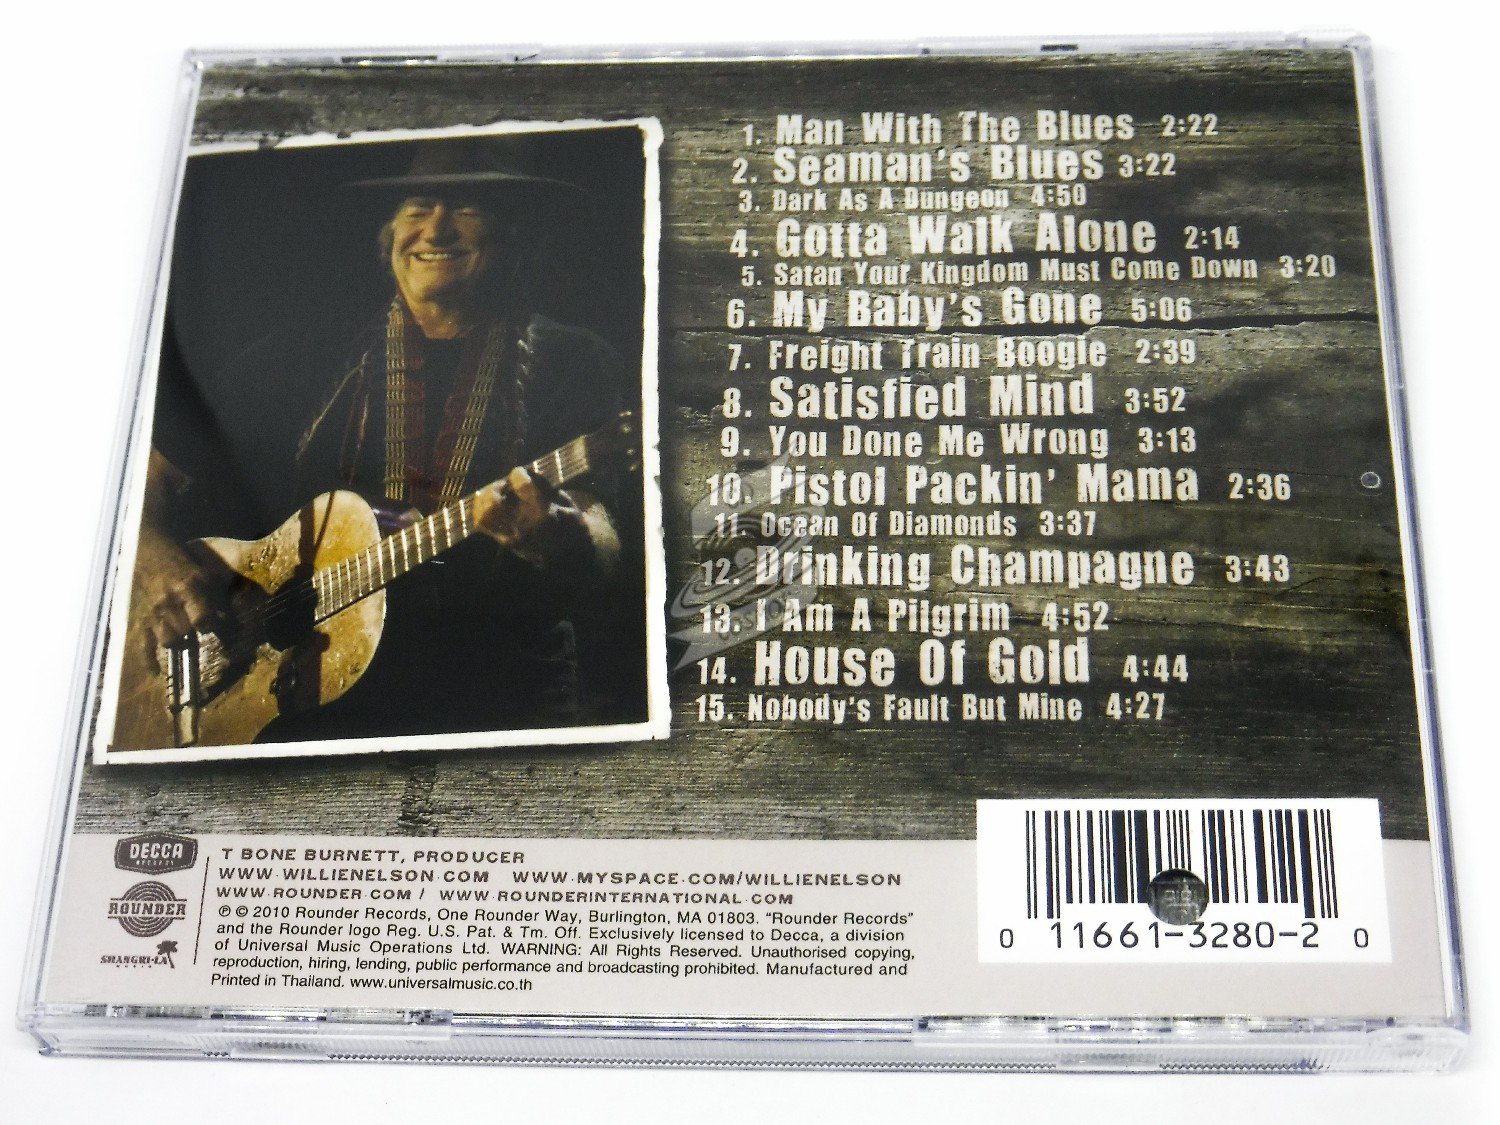 1. Man With The Blues 2:22
2. Seaman's Blues 3:22
3. Dark As A Dungeon 4:50
4. Gotta Walk Alone 2:14
5. Satan Your Kingdom Must Come Down 3:20
6. My Baby's Gone 5:06
7. Freight Train Boogie 2:39
8. Satisfied Mind 3:52
9. You Done Me Wrong 3:13
10. Pistol Packin' Mama 2:36
11. Ocean Of Diamonds 3:37
12. Drinking Champagne 3:43
13. I Am A Pilgrim 4:52
14. House Of Gold 4:44
15. Nobody's Fault But Mine 4:27
DECCA
RECORDS
ROUNDER
SHANGRI-LA
MUSIC
T BONE BURNETT, PRODUCER
WWW.WILLIENELSON.COM WWW.MYSPACE.COM/WILLIENELSON
WWW.ROUNDER.COM / WWW.ROUNDERINTERNATIONAL.COM
℗ © 2010 Rounder Records, One Rounder Way, Burlington, MA 01803. "Rounder Records"
and the Rounder logo Reg. U.S. Pat. & Tm. Off. Exclusively licensed to Decca, a division
of Universal Music Operations Ltd. WARNING: All Rights Reserved. Unauthorised copying,
reproduction, hiring, lending, public performance and broadcasting prohibited. Manufactured and
Printed in Thailand. www.universalmusic.co.th
0 11661-3280-2 0